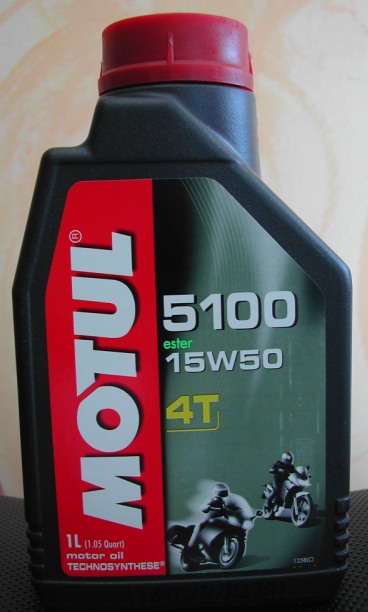 MOTUL®
5100
ester
15W50
4T
1L (1.05 Quart)
motor oil
TECHNOSYNTHESE®